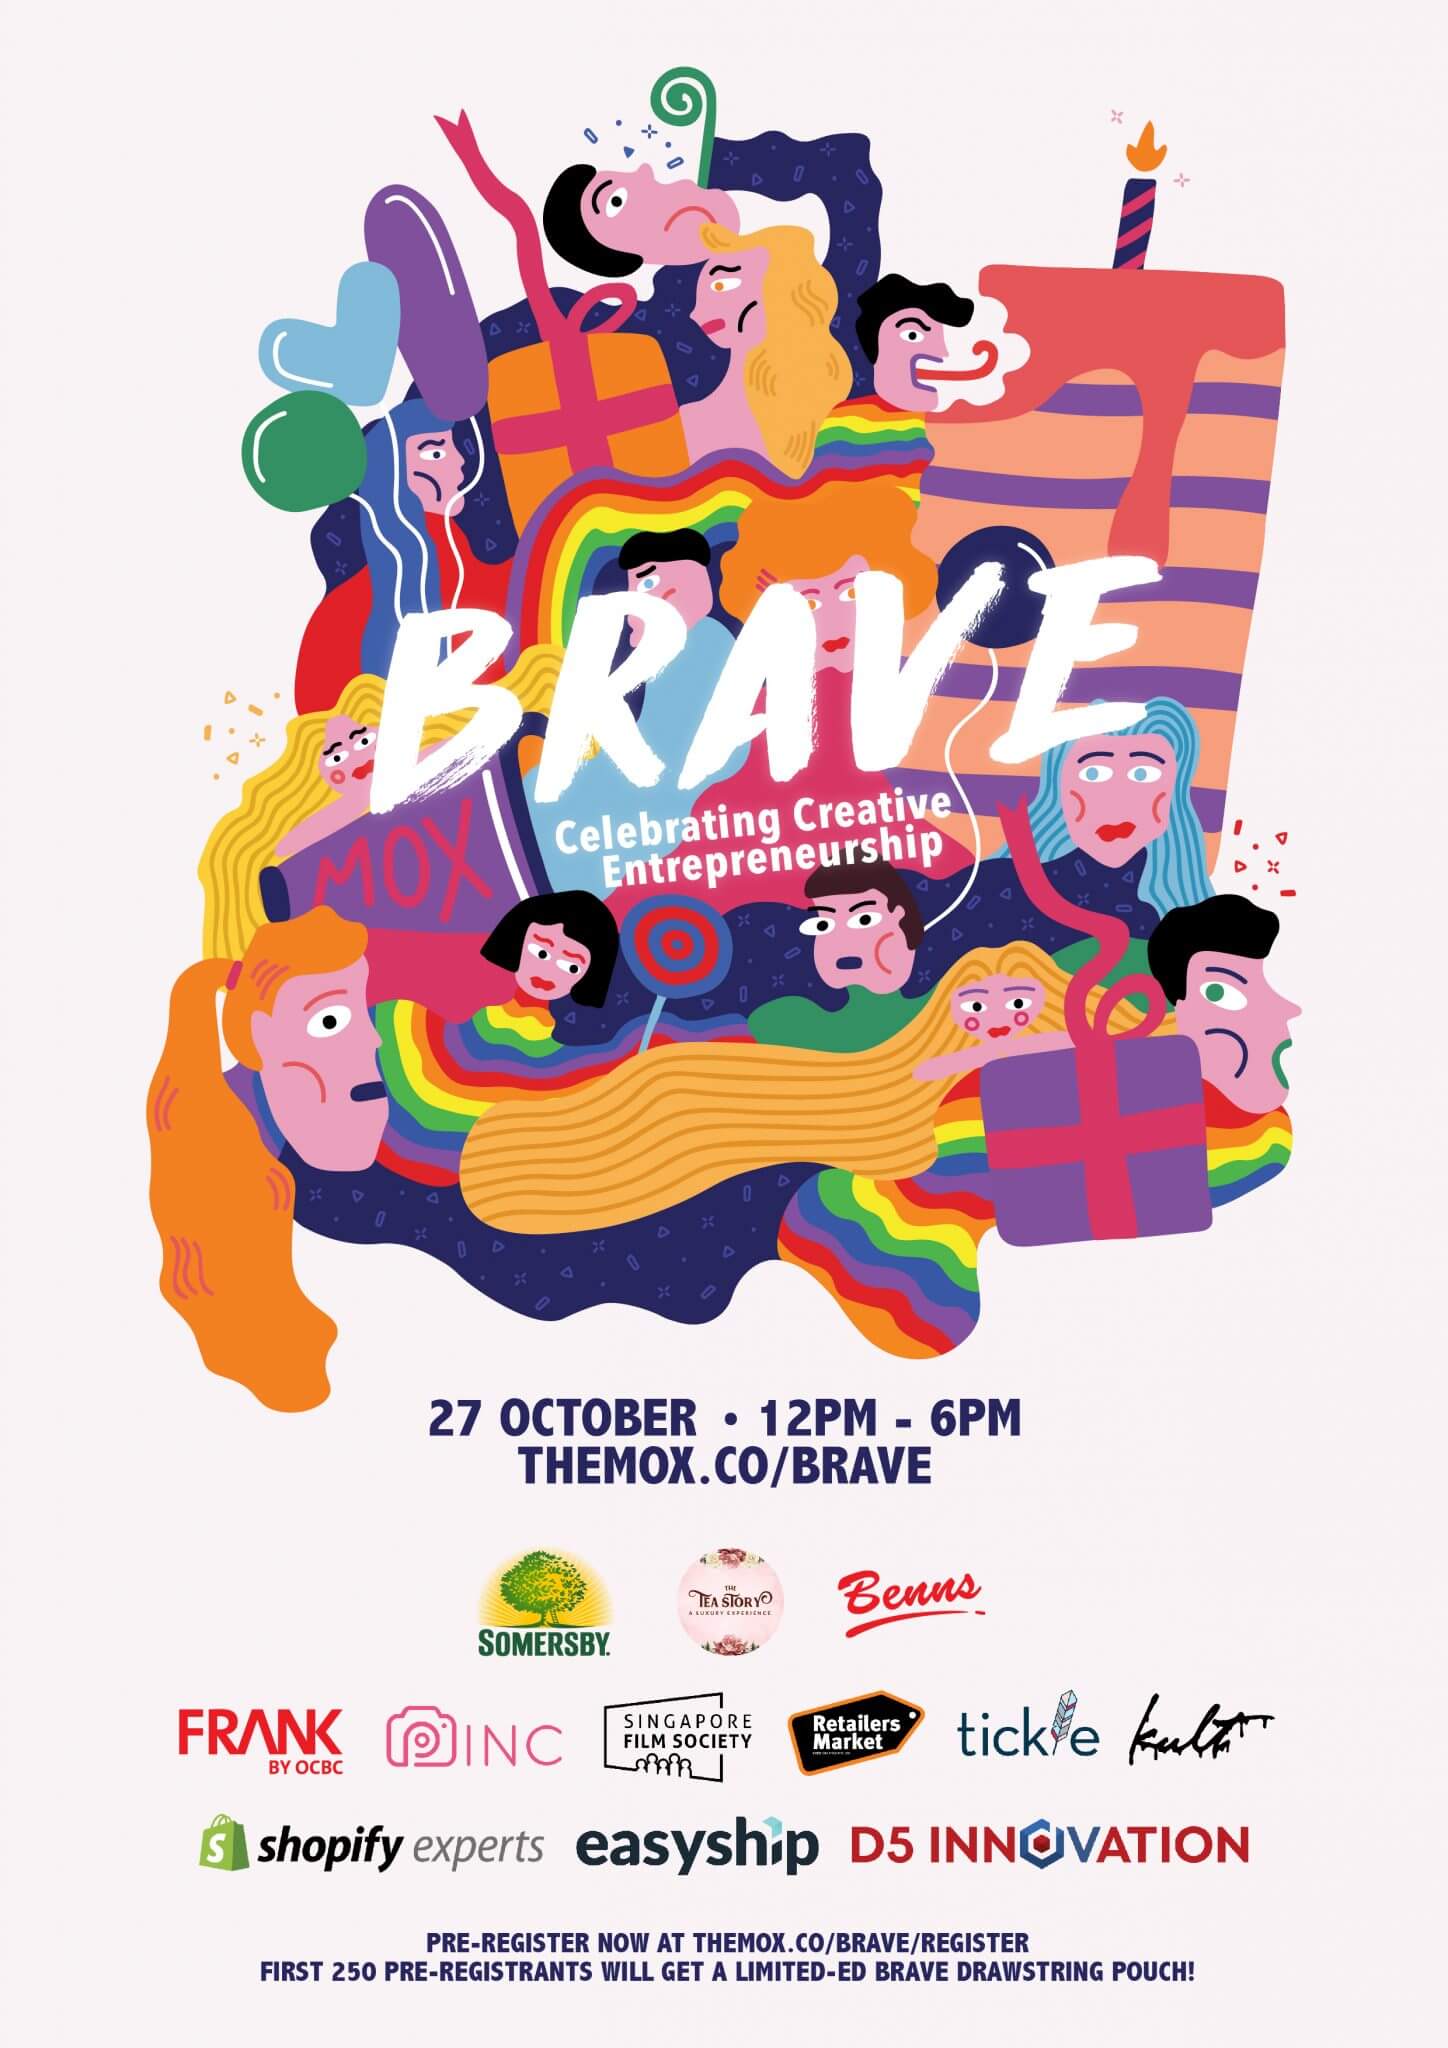 BRAVE
Celebrating Creative
Entrepreneurship
MOX
27 OCTOBER • 12PM - 6PM
THEMOX.CO/BRAVE
SOMERSBY.
THE
TEA STORY
A LUXURY EXPERIENCE
Benns
FRANK
BY OCBC
PINC
SINGAPORE
FILM SOCIETY
Retailers
Market
tickle
kult
shopify experts
easyship
D5 INNOVATION
PRE-REGISTER NOW AT THEMOX.CO/BRAVE/REGISTER
FIRST 250 PRE-REGISTRANTS WILL GET A LIMITED-ED BRAVE DRAWSTRING POUCH!